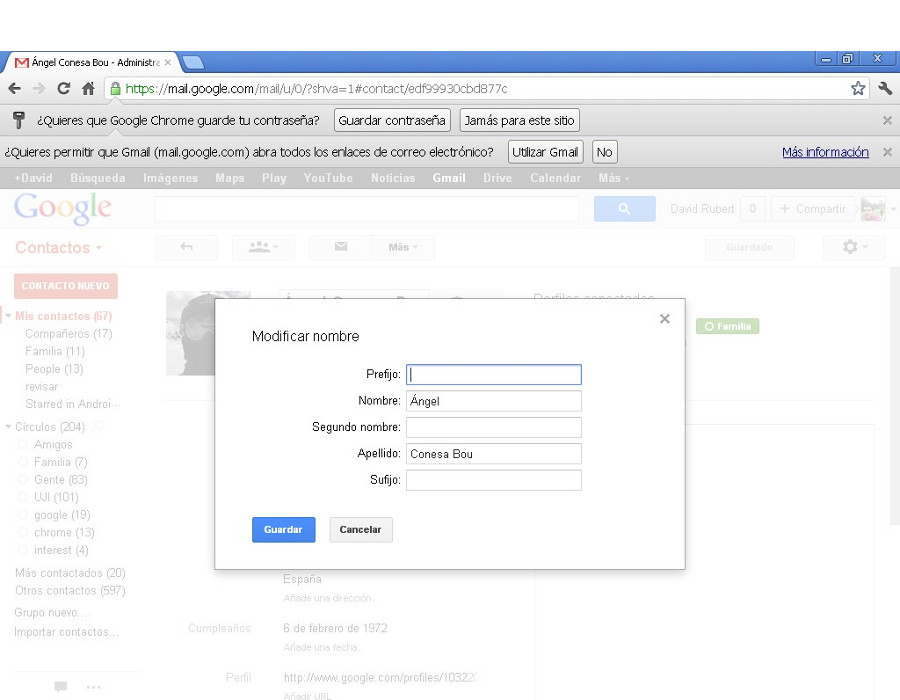 Ángel Conesa Bou - Administra
https://mail.google.com/mail/u/0/?shva=1#contact/edf99930cbd877c
¿Quieres que Google Chrome guarde tu contraseña? Guardar contraseña Jamás para este sitio
¿Quieres permitir que Gmail (mail.google.com) abra todos los enlaces de correo electrónico? Utilizar Gmail No Más información
+David Búsqueda Imágenes Maps Play YouTube Noticias Gmail Drive Calendar Más
Google David Rubert 0 + Compartir
Contactos Más Guardado
CONTACTO NUEVO
Perfiles conectados
Mis contactos (67)
Familia
Compañeros (17)
Familia (11)
People (13)
revisar
Starred in Androi...
Círculos (204)
Amigos
Familia (7)
Gente (83)
UJI (101)
google (19)
chrome (13)
interest (4)
Más contactados (20)
Otros contactos (597)
Grupo nuevo...
Importar contactos...
Modificar nombre
Prefijo:
Nombre: Ángel
Segundo nombre:
Apellido: Conesa Bou
Sufijo:
Guardar Cancelar
España
Añade una dirección.
Cumpleaños 6 de febrero de 1972
Añade una fecha.
Perfil http://www.google.com/profiles/103220
Añadir URL